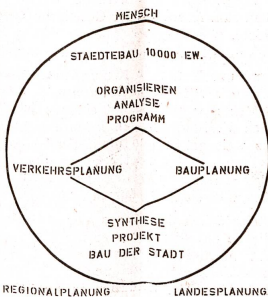 MENSCH
STAEDTEBAU 10000 EW.
ORGANISIEREN
ANALYSE
PROGRAMM
VERKEHRSPLANUNG BAUPLANUNG
SYNTHESE
PROJEKT
BAU DER STADT
REGIONALPLANUNG LANDESPLANUNG